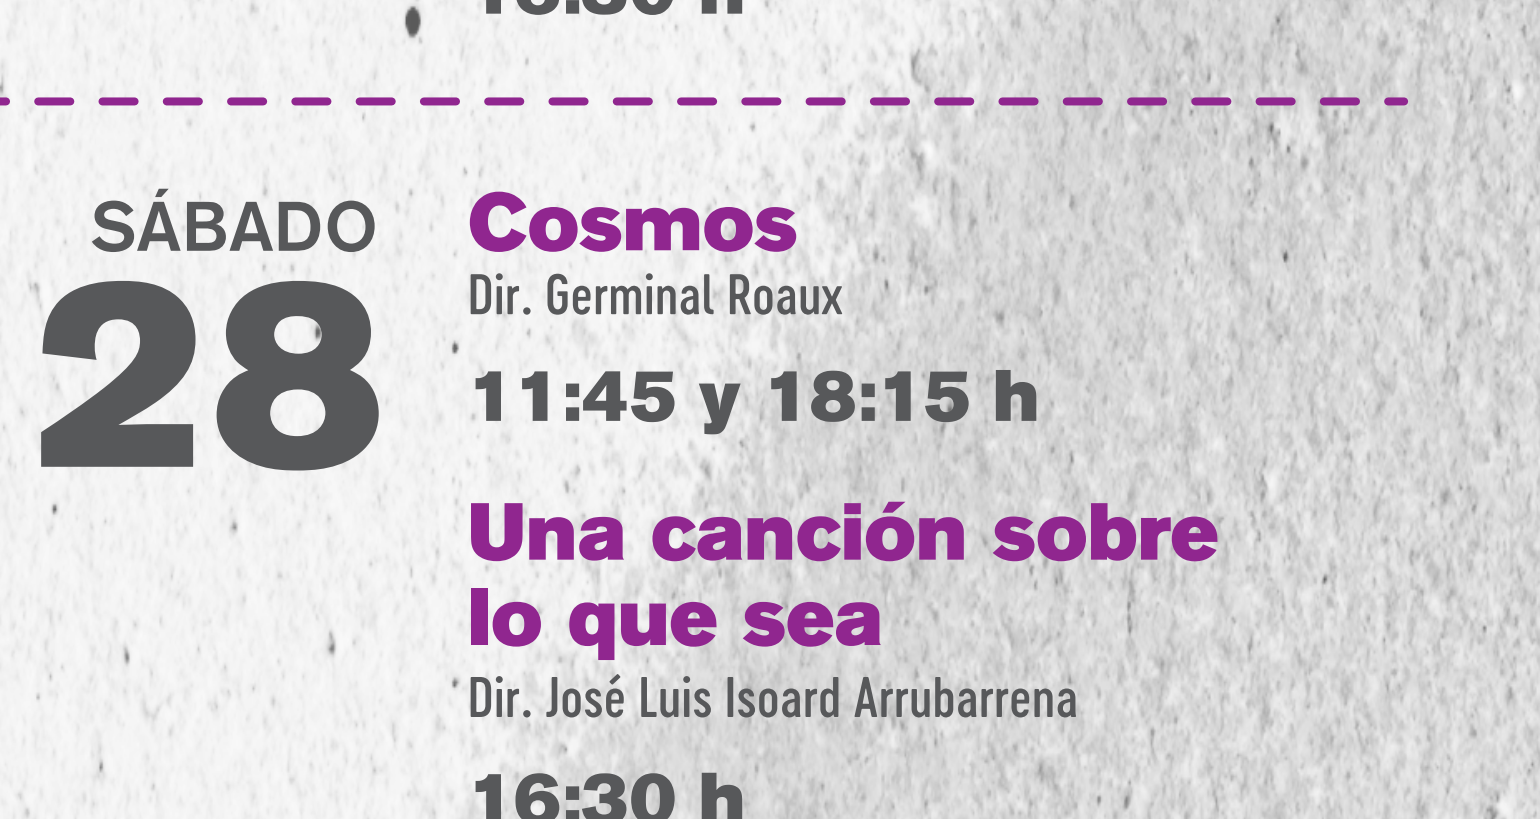 SÁBADO
28
Cosmos
Dir. Germinal Roaux
11:45 y 18:15 h
Una canción sobre
lo que sea
Dir. José Luis Isoard Arrubarrena
16:30 h